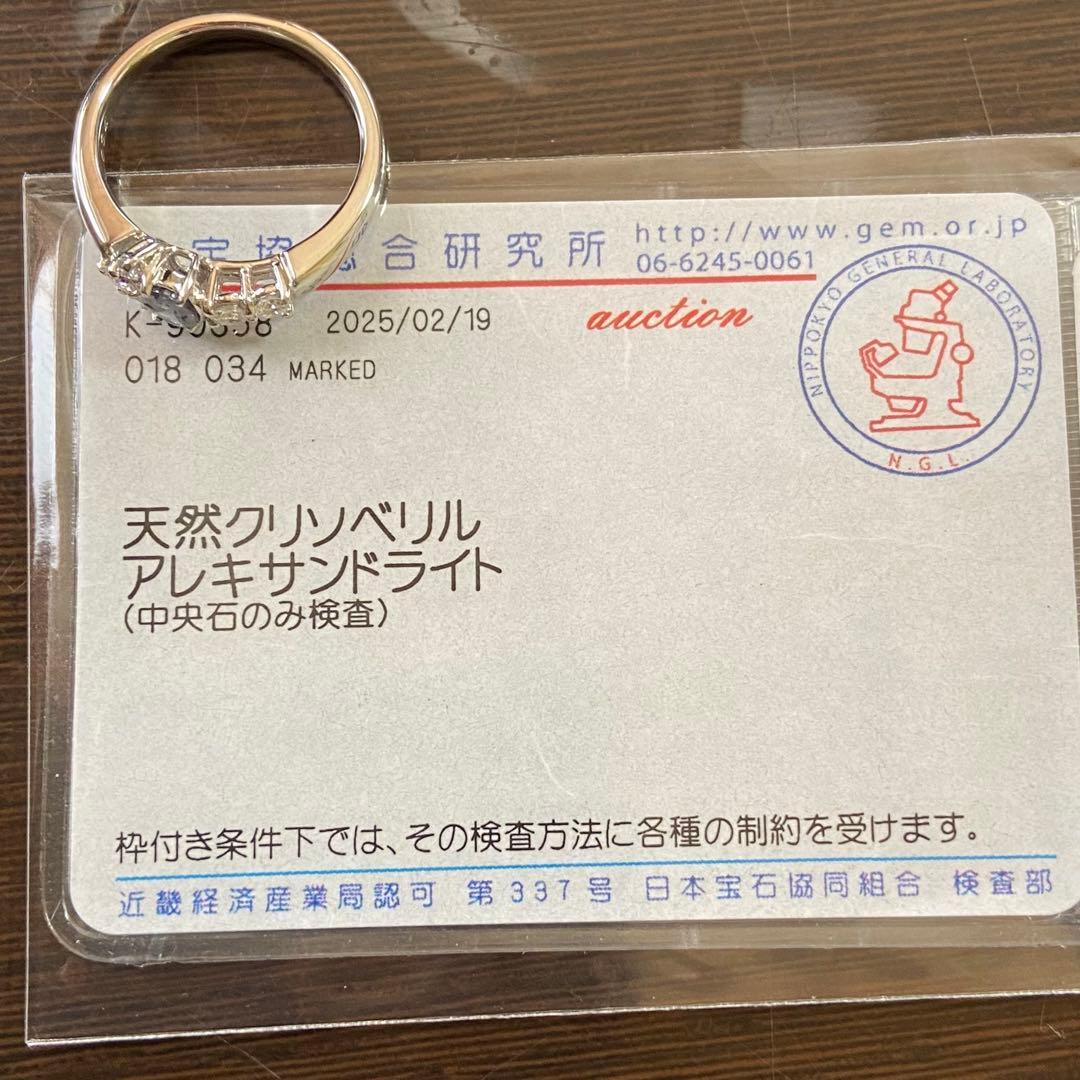 宝協 合研究所
http://www.gem.or.jp
06-6245-0061
2025/02/19
auction
018 034 MARKED
NIPPOKYO GENERAL LABORATORY
N.G.L.
天然クリソベリル
アレキサンドライト
(中央石のみ検査)
枠付き条件下では、その検査方法に各種の制約を受けます。
近畿経済産業局認可 第337号 日本宝石協同組合 検査部